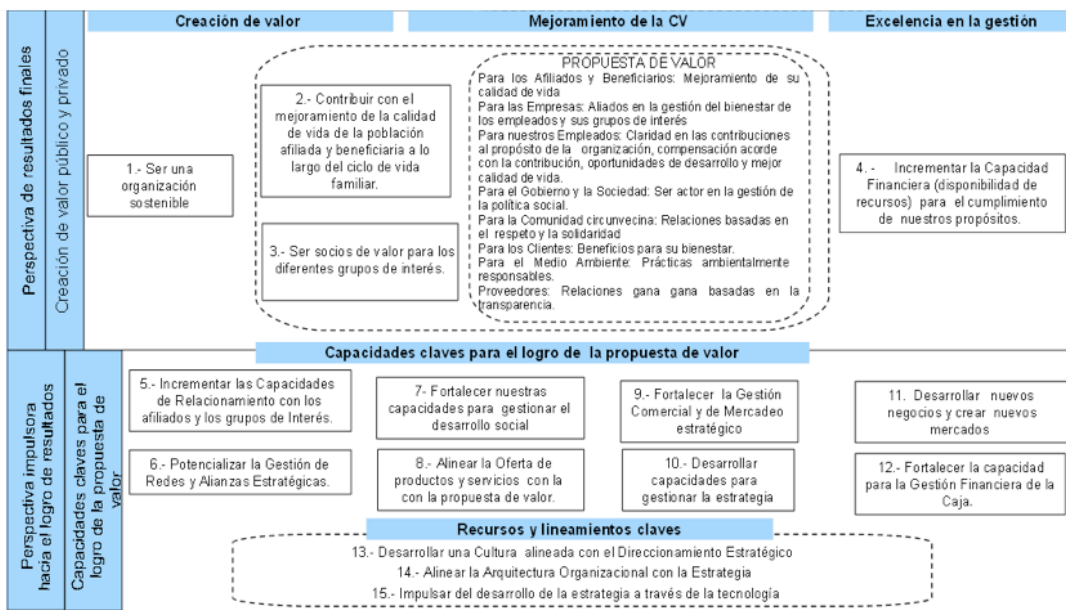 Creación de valor
Mejoramiento de la CV
Excelencia en la gestión
Perspectiva de resultados finales
Creación de valor público y privado
1.- Ser una
organización
sostenible
2.- Contribuir con el
mejoramiento de la calidad
de vida de la población
afiliada y beneficiaria a lo
largo del ciclo de vida
familiar.
3.- Ser socios de valor para los
diferentes grupos de interés.
PROPUESTA DE VALOR
Para los Afiliados y Beneficiarios: Mejoramiento de su
calidad de vida
Para las Empresas: Aliados en la gestión del bienestar de
los empleados y sus grupos de interés
Para nuestros Empleados: Claridad en las contribuciones
al propósito de la organización, compensación acorde
con la contribución, oportunidades de desarrollo y mejor
calidad de vida.
Para el Gobierno y la Sociedad: Ser actor en la gestión de
la política social.
Para la Comunidad circunvecina: Relaciones basadas en
el respeto y la solidaridad
Para los Clientes: Beneficios para su bienestar.
Para el Medio Ambiente: Prácticas ambientalmente
responsables.
Proveedores: Relaciones gana gana basadas en la
transparencia.
4.- Incrementar la Capacidad
Financiera (disponibilidad de
recursos) para el cumplimiento
de nuestros propósitos.
Perspectiva impulsora
hacia el logro de resultados
Capacidades claves para el
logro de la propuesta de
valor
Capacidades claves para el logro de la propuesta de valor
5.- Incrementar las Capacidades
de Relacionamiento con los
afiliados y los grupos de Interés.
6.- Potencializar la Gestión de
Redes y Alianzas Estratégicas.
7- Fortalecer nuestras
capacidades para gestionar el
desarrollo social
8.- Alinear la Oferta de
productos y servicios con la
con la propuesta de valor.
9.- Fortalecer la Gestión
Comercial y de Mercadeo
estratégico
10.- Desarrollar
capacidades para
gestionar la estrategia
11. Desarrollar nuevos
negocios y crear nuevos
mercados
12.- Fortalecer la capacidad
para la Gestión Financiera de la
Caja.
Recursos y lineamientos claves
13.- Desarrollar una Cultura alineada con el Direccionamiento Estratégico
14.- Alinear la Arquitectura Organizacional con la Estrategia
15.- Impulsar del desarrollo de la estrategia a través de la tecnología